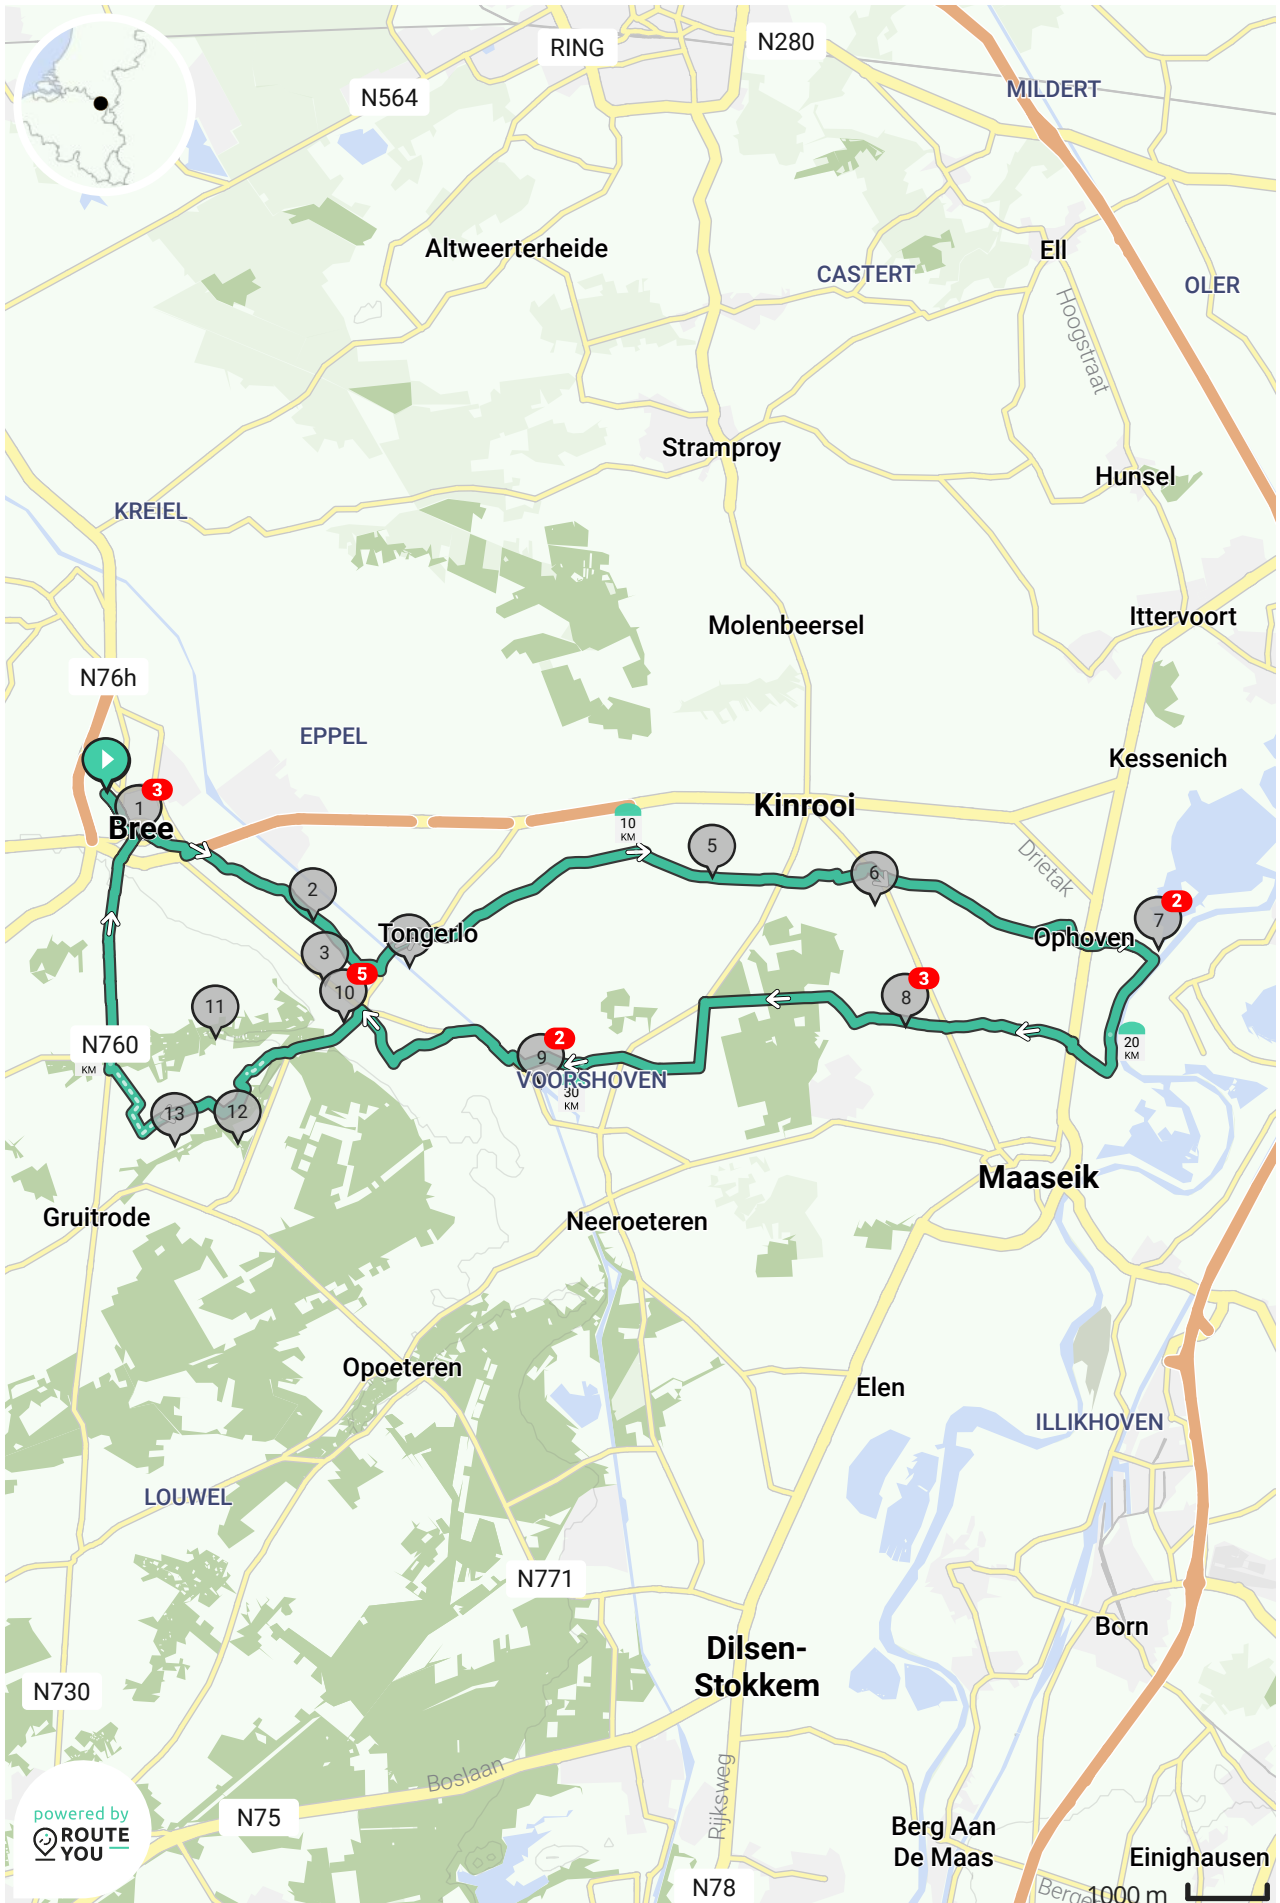 RING
N280
N564
MILDERT
Altweerterheide
Ell
CASTERT
OLER
Hoogstraat
Stramproy
Hunsel
KREIEL
Ittervoort
Molenbeersel
N76h
EPPEL
Kessenich
3
1
Bree
Kinrooi
10
KM
5
2
6
Drietak
2
7
Tongerlo
Ophoven
3
5
10
3
8
11
20
KM
N760
KM
2
9
VOORSHOVEN
30
KM
13
12
Maaseik
Gruitrode
Neeroeteren
Opoeteren
Elen
ILLIKHOVEN
LOUWEL
N771
Born
Dilsen-
Stokkem
N730
Boslaan
Rijksweg
powered by
ROUTE
YOU
N75
Berg Aan
De Maas
Einighausen
N78
1000 m